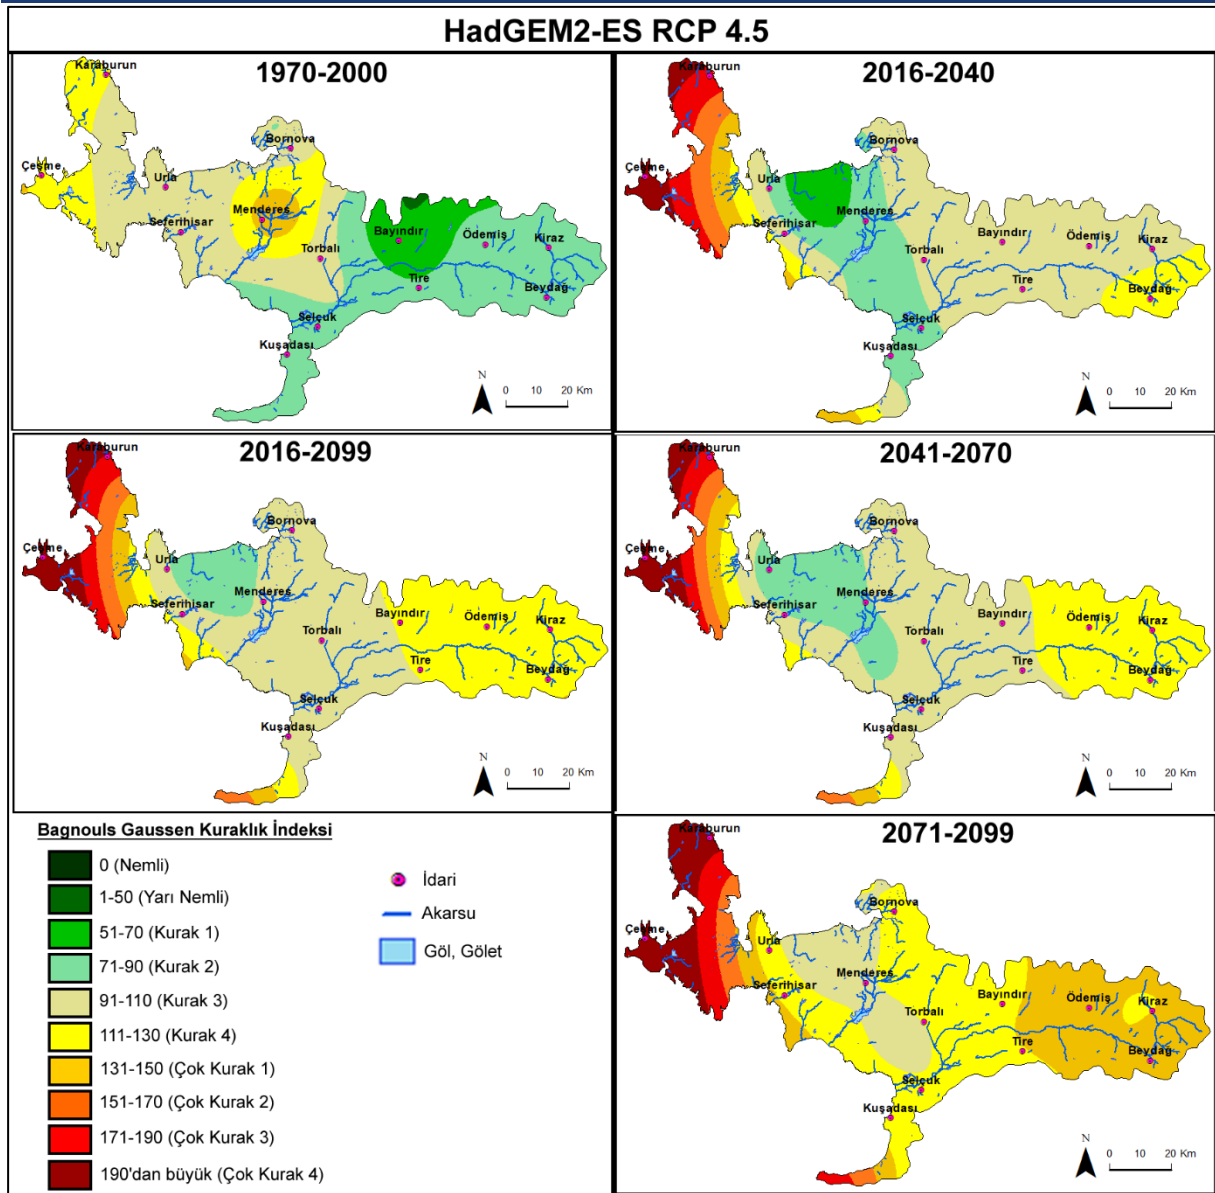 HadGEM2-ES RCP 4.5
1970-2000
Karaburun
Çeşme
Urla
Bornova
Seferihisar
Menderes
Torbalı
Bayındır
Ödemiş
Kiraz
Tire
Beydağ
Selçuk
Kuşadası
N
0 10 20 Km
2016-2040
Karaburun
Çeşme
Urla
Bornova
Seferihisar
Menderes
Torbalı
Bayındır
Ödemiş
Kiraz
Tire
Beydağ
Selçuk
Kuşadası
N
0 10 20 Km
2016-2099
Karaburun
Çeşme
Urla
Bornova
Seferihisar
Menderes
Torbalı
Bayındır
Ödemiş
Kiraz
Tire
Beydağ
Selçuk
Kuşadası
N
0 10 20 Km
2041-2070
Karaburun
Çeşme
Urla
Bornova
Seferihisar
Menderes
Torbalı
Bayındır
Ödemiş
Kiraz
Tire
Beydağ
Selçuk
Kuşadası
N
0 10 20 Km
Bagnouls Gaussen Kuraklık İndeksi
0 (Nemli)
1-50 (Yarı Nemli)
51-70 (Kurak 1)
71-90 (Kurak 2)
91-110 (Kurak 3)
111-130 (Kurak 4)
131-150 (Çok Kurak 1)
151-170 (Çok Kurak 2)
171-190 (Çok Kurak 3)
190'dan büyük (Çok Kurak 4)
İdari
Akarsu
Göl, Gölet
2071-2099
Karaburun
Çeşme
Urla
Bornova
Seferihisar
Menderes
Torbalı
Bayındır
Ödemiş
Kiraz
Tire
Beydağ
Selçuk
Kuşadası
N
0 10 20 Km